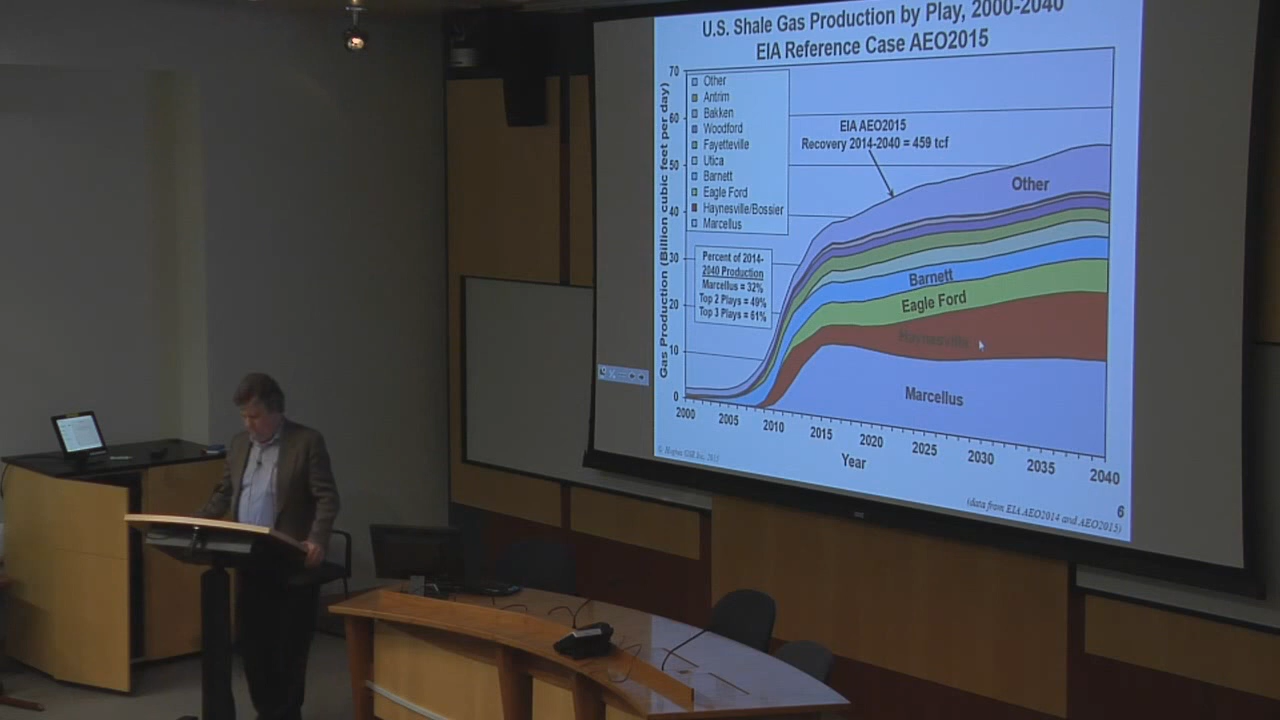 U.S. Shale Gas Production by Play, 2000-2040
EIA Reference Case AEO2015
70
60
50
40
30
20
10
0
Gas Production (Billion cubic feet per day)
Other
Antrim
Bakken
Woodford
Fayetteville
Utica
Barnett
Eagle Ford
Haynesville/Bossier
Marcellus
EIA AEO2015
Recovery 2014-2040 = 459 tcf
Percent of 2014-
2040 Production
Marcellus = 32%
Top 2 Plays = 49%
Top 3 Plays = 61%
Other
Barnett
Eagle Ford
Haynesville
Marcellus
2000
2005
2010
2015
2020
2025
2030
2035
2040
Year
© Hughes GSR Inc, 2015
6
(data from EIA AEO2014 and AEO2015)